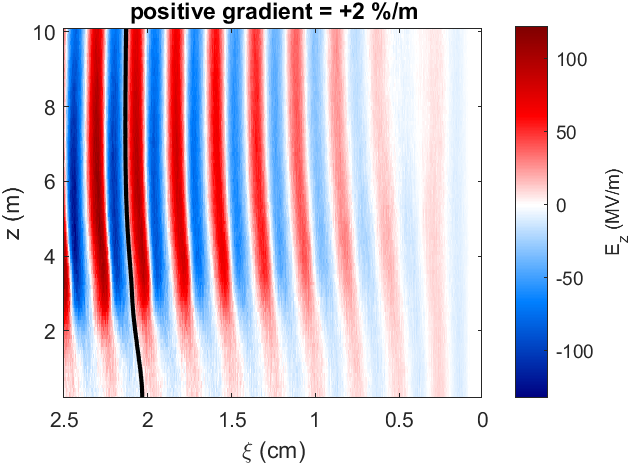 positive gradient = +2 %/m
10
8
6
4
2
z (m)
2.5 2 1.5 1 0.5 0
ξ (cm)
100
50
0
-50
-100
E_z (MV/m)